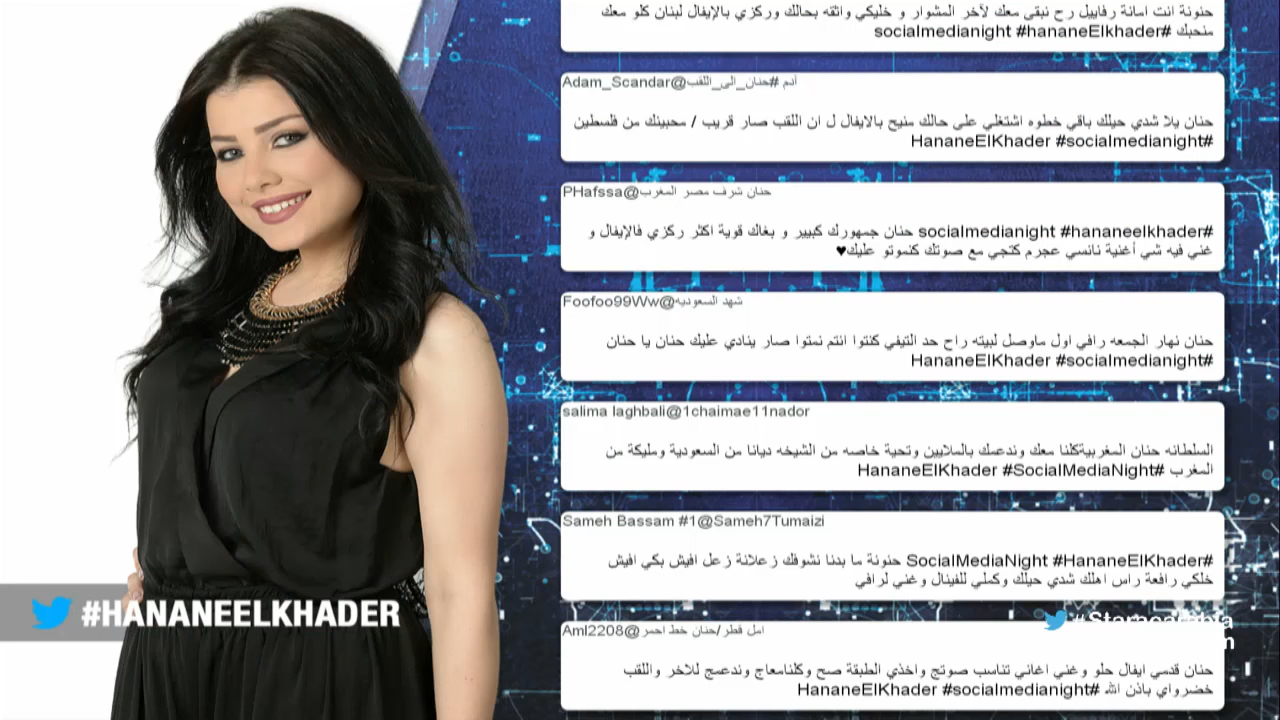 حنونة انت امانة رفاييل رح نبقى معك لآخر المشوار و خليكي واثقه بحالك وركزي بالإيفال لبنان كلو معك
منحبك #socialmedianight #hananeElkhader
Adam_Scandar@آدم #حنان_الى_اللقب
حنان يلا شدي حيلك باقي خطوه اشتغلي على حالك منيح بالايفال ل ان اللقب صار قريب / محبينك من فلسطين
#HananeElKhader #socialmedianight
PHafssa@حنان شرف مصر المغرب
#socialmedianight #hananeelkhader حنان جمهورك كبيير و بغاك قوية اكثر ركزي فالإيفال و
غني فيه شي أغنية نانسي عجرم كتجي مع صوتك كنموتو عليك♥
Foofoo99Ww@شهد السعوديه
حنان نهار الجمعه رافي اول ماوصل لبيته راح حد التيفي كنتوا انتم نمتوا صار ينادي عليك حنان يا حنان
#HananeElKhader #socialmedianight
salima laghbali@1chaimae11nador
السلطانه حنان المغربيةكلنا معك وندعمك بالملايين وتحية خاصه من الشيخه ديانا من السعودية ومليكة من
المغرب #HananeElKhader #SocialMediaNight
Sameh Bassam #1@Sameh7Tumaizi
#SocialMediaNight #HananeElKhader حنونة ما بدنا نشوفك زعلانة زعل افيش بكي افيش
خلكي رافعة راس اهلك شدي حيلك وكملي للفينال وغني لرافي
#HANANEELKHADER
Aml2208@امل قطر/حنان خط احمر
حنان قدمي ايفال حلو وغني اغاني تناسب صوتج واخذي الطبقة صح وكلنامعاج وندعمج للاخر واللقب
خضراوي باذن الله #HananeElKhader #socialmedianight